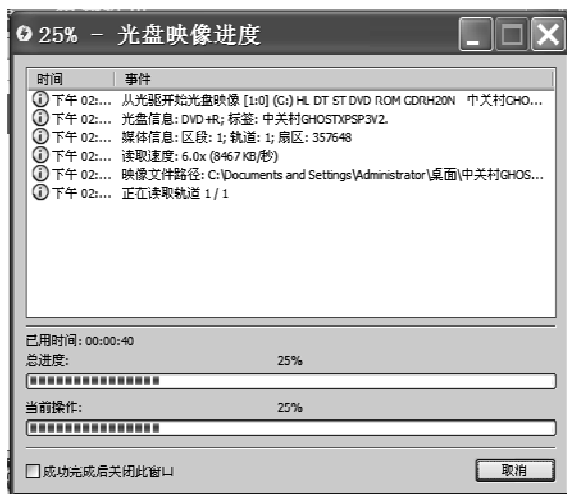 25% - 光盘映像进度
时间 事件
下午 02:... 从光驱开始光盘映像 [1:0] (G:) HL DT ST DVD ROM GDRH20N 中关村GHO...
下午 02:... 光盘信息: DVD+R; 标签: 中关村GHOSTXPSP3V2.
下午 02:... 媒体信息: 区段: 1; 轨道: 1; 扇区: 357648
下午 02:... 读取速度: 6.0x (8467 KB/秒)
下午 02:... 映像文件路径: C:\Documents and Settings\Administrator\桌面\中关村GHOS...
下午 02:... 正在读取轨道 1 / 1
已用时间: 00:00:40
总进度: 25%
当前操作: 25%
成功完成后关闭此窗口 取消